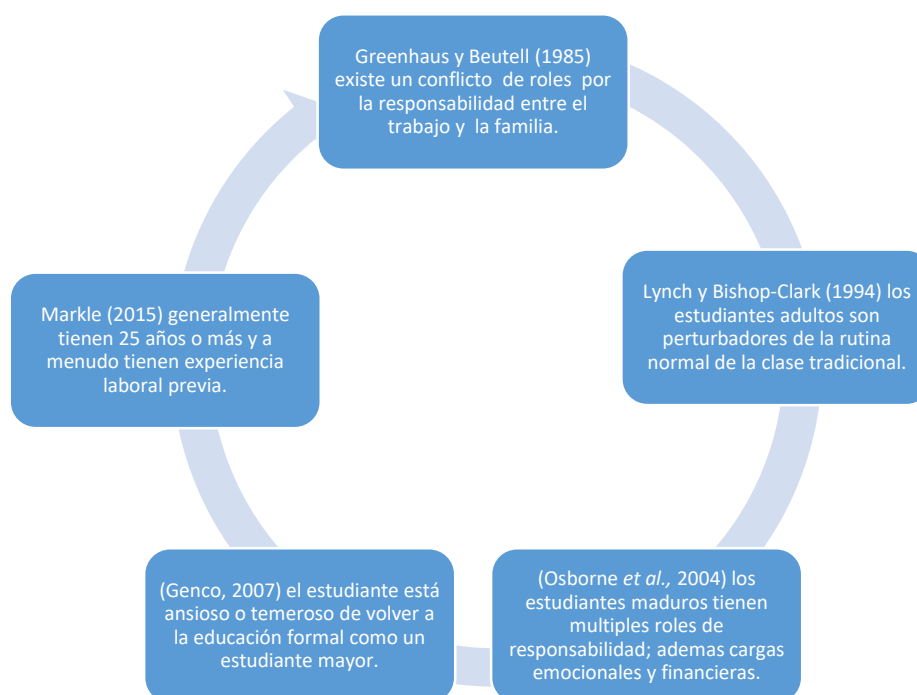 Greenhaus y Beutell (1985)
existe un conflicto de roles por
la responsabilidad entre el
trabajo y la familia.
Lynch y Bishop-Clark (1994) los
estudiantes adultos son
perturbadores de la rutina
normal de la clase tradicional.
(Osborne et al., 2004) los
estudiantes maduros tienen
multiples roles de
responsabilidad; ademas cargas
emocionales y financieras.
(Genco, 2007) el estudiante está
ansioso o temeroso de volver a
la educación formal como un
estudiante mayor.
Markle (2015) generalmente
tienen 25 años o más y a
menudo tienen experiencia
laboral previa.